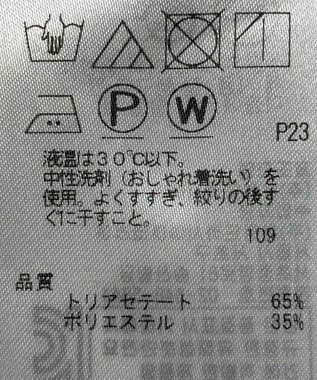 P W
P23
液温は30℃以下。
中性洗剤(おしゃれ着洗い)を
使用。よくすすぎ、絞りの後す
ぐに干すこと。
109
品質
トリアセテート 65%
ポリエステル 35%